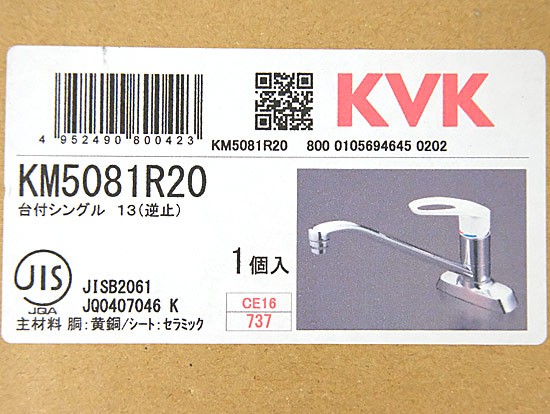 KVK
4 952490 800423
KM5081R20 800 0105694645 0202
KM5081R20
台付シングル 13(逆止)
1個入
JIS
JQA
JISB2061
JQ0407046 K
CE16
737
主材料 胴:黄銅/シート:セラミック